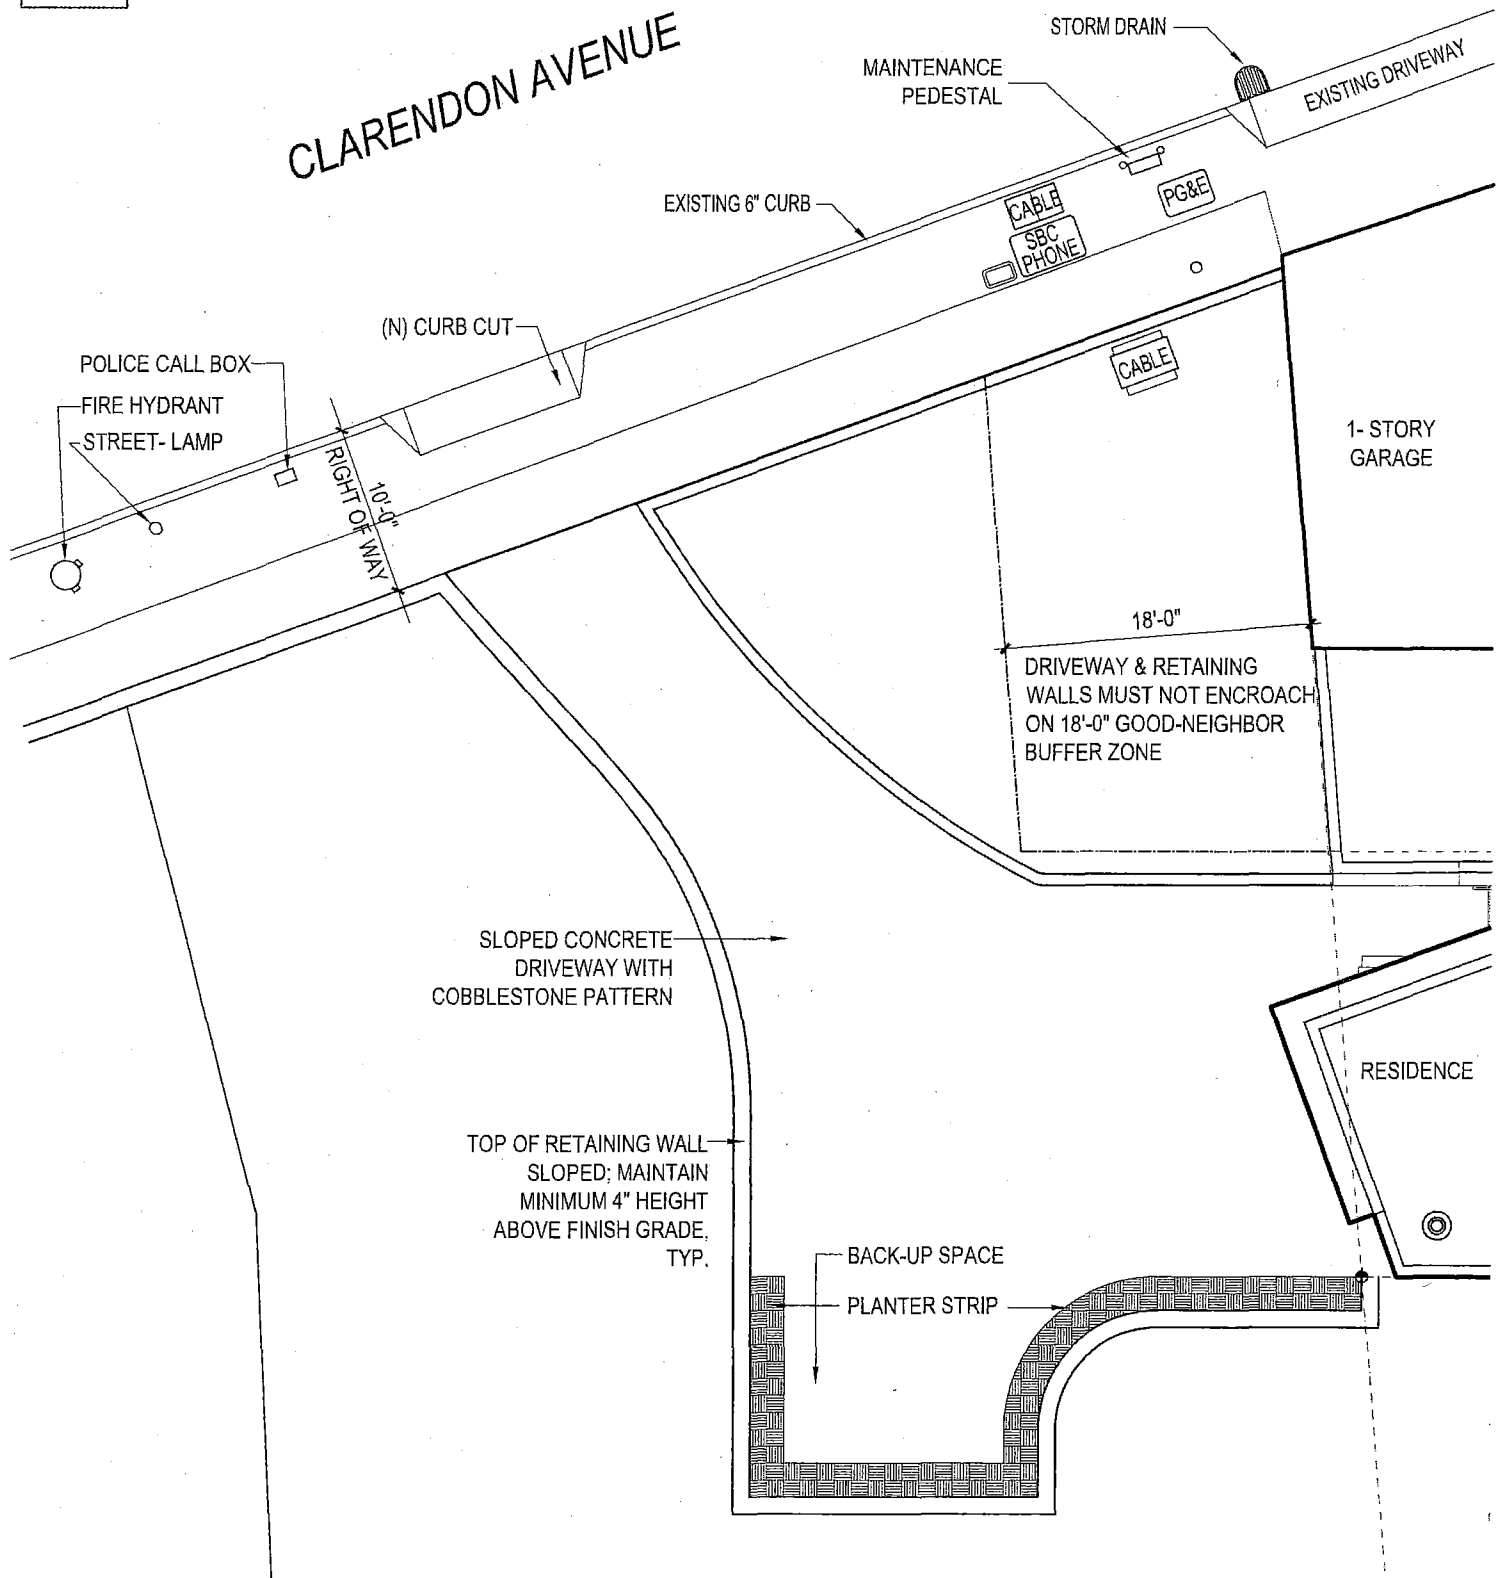 CLARENDON AVENUE
STORM DRAIN
MAINTENANCE
PEDESTAL
EXISTING DRIVEWAY
EXISTING 6" CURB
CABLE
PG&E
SBC
PHONE
(N) CURB CUT
POLICE CALL BOX
FIRE HYDRANT
STREET- LAMP
CABLE
1- STORY
GARAGE
10'-0"
RIGHT OF WAY
18'-0"
DRIVEWAY & RETAINING
WALLS MUST NOT ENCROACH
ON 18'-0" GOOD-NEIGHBOR
BUFFER ZONE
SLOPED CONCRETE
DRIVEWAY WITH
COBBLESTONE PATTERN
RESIDENCE
TOP OF RETAINING WALL
SLOPED; MAINTAIN
MINIMUM 4" HEIGHT
ABOVE FINISH GRADE,
TYP.
BACK-UP SPACE
PLANTER STRIP